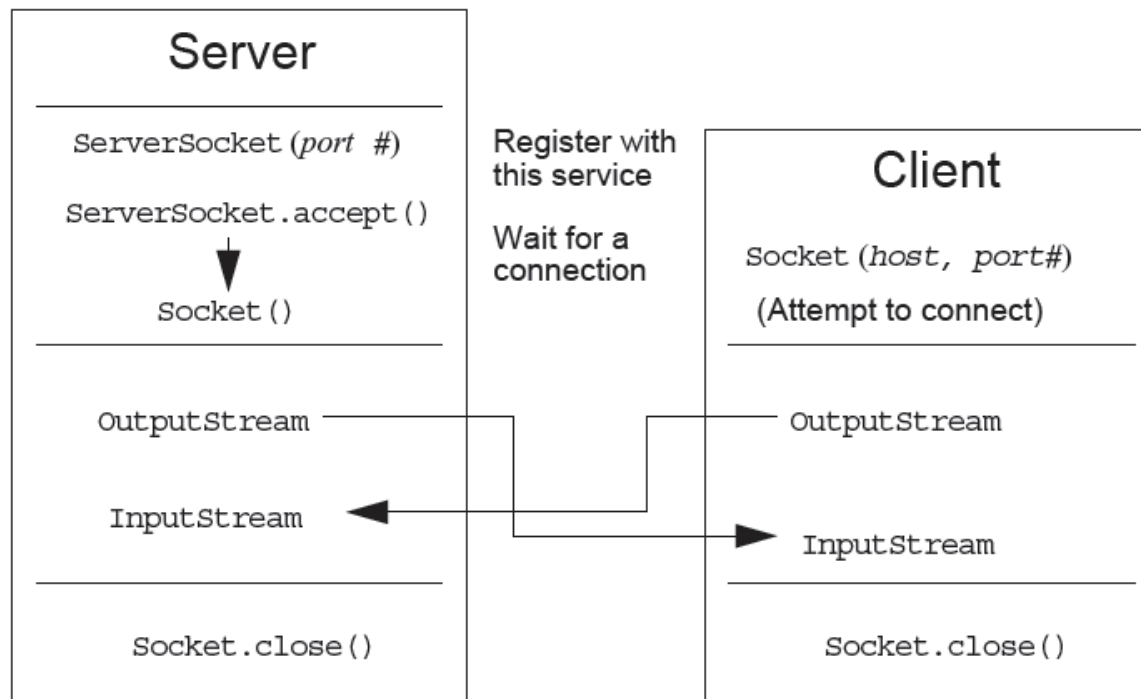 Server
ServerSocket (port #)
ServerSocket.accept()
Socket()
OutputStream
InputStream
Socket.close()
Register with
this service
Wait for a
connection
Client
Socket (host, port#)
(Attempt to connect)
OutputStream
InputStream
Socket.close()